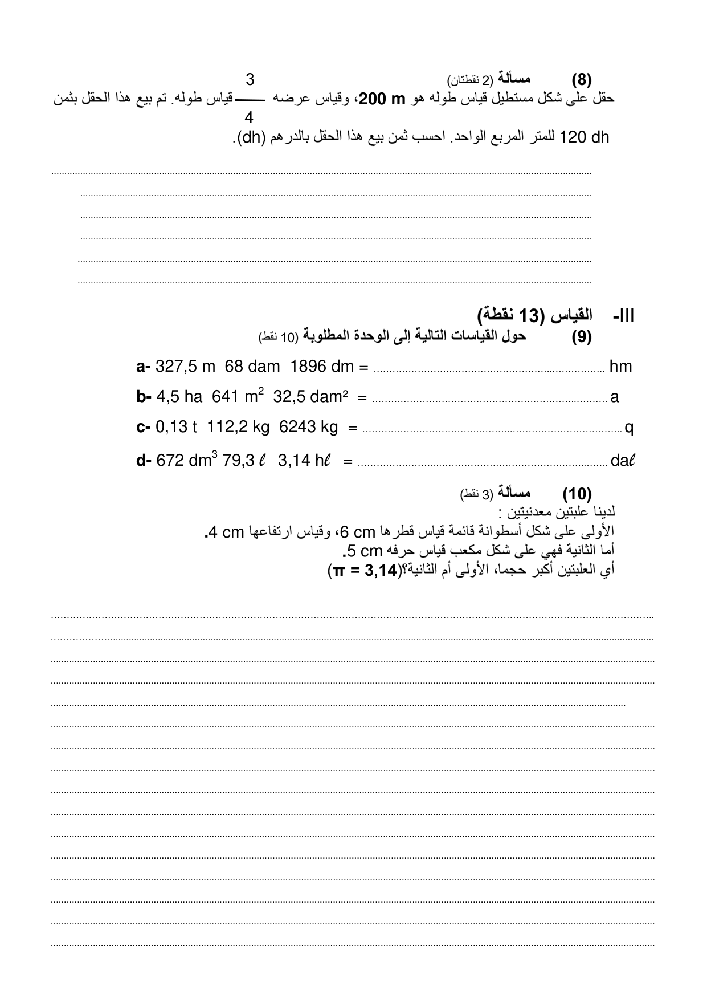 (8) مسألة (2 نقطتان)
حقل على شكل مستطيل قياس طوله هو 200 m، وقياس عرضه 3/4 قياس طوله. تم بيع هذا الحقل بثمن
120 dh للمتر المربع الواحد. احسب ثمن بيع هذا الحقل بالدرهم (dh).
III- القياس (13 نقطة)
(9) حول القياسات التالية إلى الوحدة المطلوبة (10 نقط)
a- 327,5 m 68 dam 1896 dm = ........ hm
b- 4,5 ha 641 m² 32,5 dam² = ........ a
c- 0,13 t 112,2 kg 6243 kg = ........ q
d- 672 dm³ 79,3 ℓ 3,14 hℓ = ........ daℓ
(10) مسألة (3 نقط)
لدينا علبتين معدنيتين :
الأولى على شكل أسطوانة قائمة قياس قطرها 6 cm، وقياس ارتفاعها 4 cm.
أما الثانية فهي على شكل مكعب قياس حرفه 5 cm.
أي العلبتين أكبر حجما، الأولى أم الثانية؟(π = 3,14)